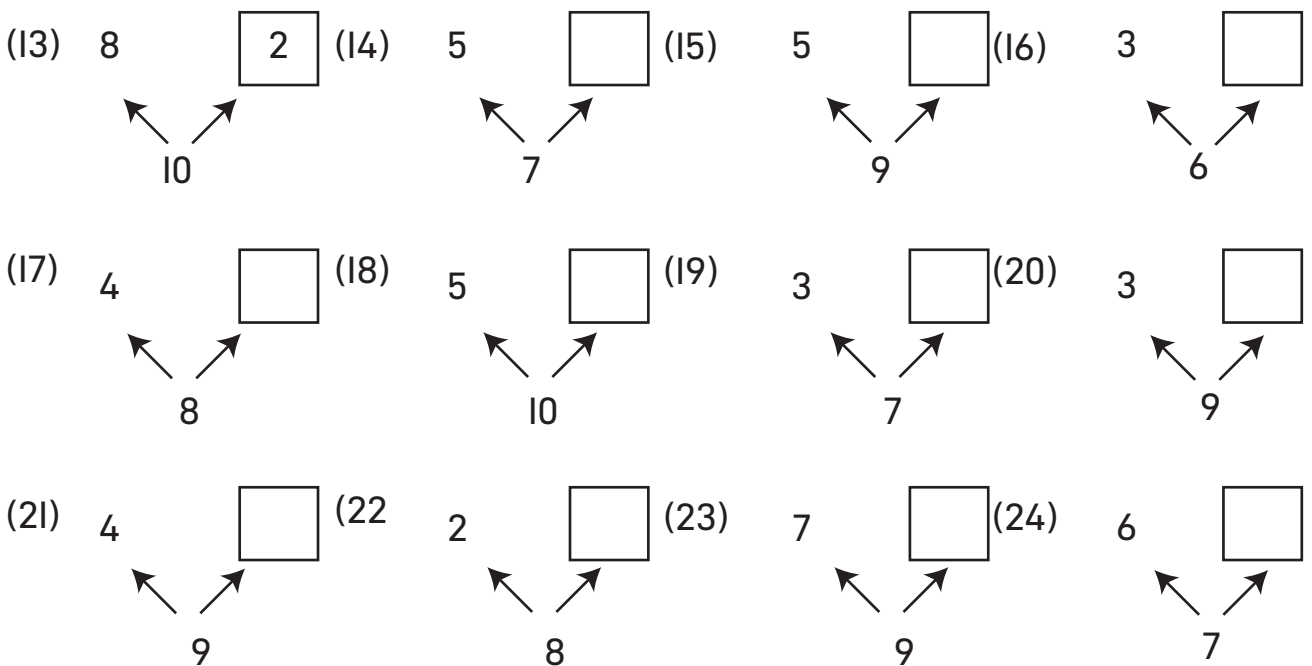 (13) 8 2 (14) 5 (15) 5 (16) 3
10 7 9 6
(17) 4 (18) 5 (19) 3 (20) 3
8 10 7 9
(21) 4 (22 2 (23) 7 (24) 6
9 8 9 7